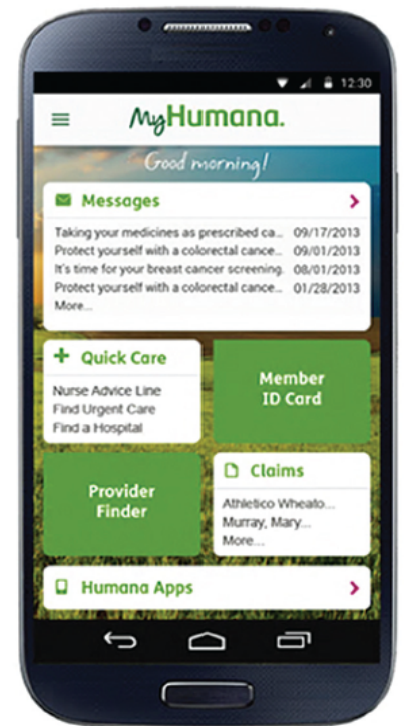 12:30
MyHumana.
Good morning!
Messages
Taking your medicines as prescribed ca... 09/17/2013
Protect yourself with a colorectal cance... 09/01/2013
It's time for your breast cancer screening. 08/01/2013
Protect yourself with a colorectal cance... 01/28/2013
More...
Quick Care
Nurse Advice Line
Find Urgent Care
Find a Hospital
Member
ID Card
Provider
Finder
Claims
Athletico Wheato...
Murray, Mary...
More...
Humana Apps